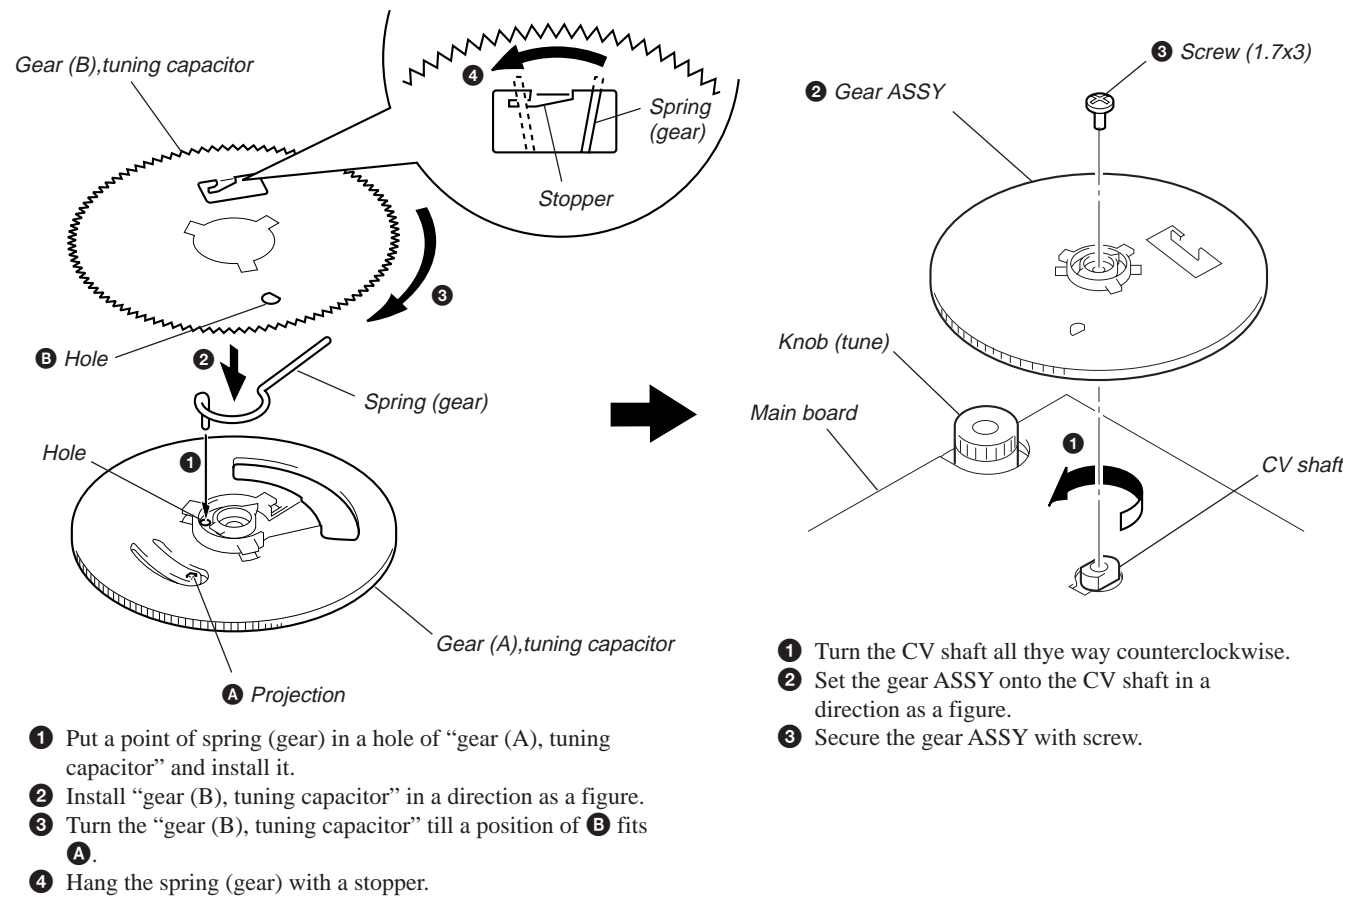 Gear (B),tuning capacitor
❹
Spring
(gear)
Stopper
❸
🅑 Hole
❷
Spring (gear)
Hole
❶
Gear (A),tuning capacitor
🅐 Projection
❶ Put a point of spring (gear) in a hole of “gear (A), tuning
capacitor” and install it.
❷ Install “gear (B), tuning capacitor” in a direction as a figure.
❸ Turn the “gear (B), tuning capacitor” till a position of 🅑 fits
🅐.
❹ Hang the spring (gear) with a stopper.
❸ Screw (1.7x3)
❷ Gear ASSY
Knob (tune)
Main board
❶
CV shaft
❶ Turn the CV shaft all thye way counterclockwise.
❷ Set the gear ASSY onto the CV shaft in a
direction as a figure.
❸ Secure the gear ASSY with screw.